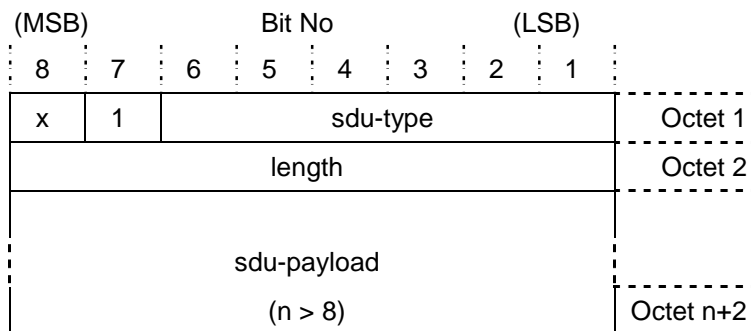 (MSB) Bit No (LSB)
8 7 6 5 4 3 2 1
x 1 sdu-type Octet 1
length Octet 2
sdu-payload
(n > 8) Octet n+2